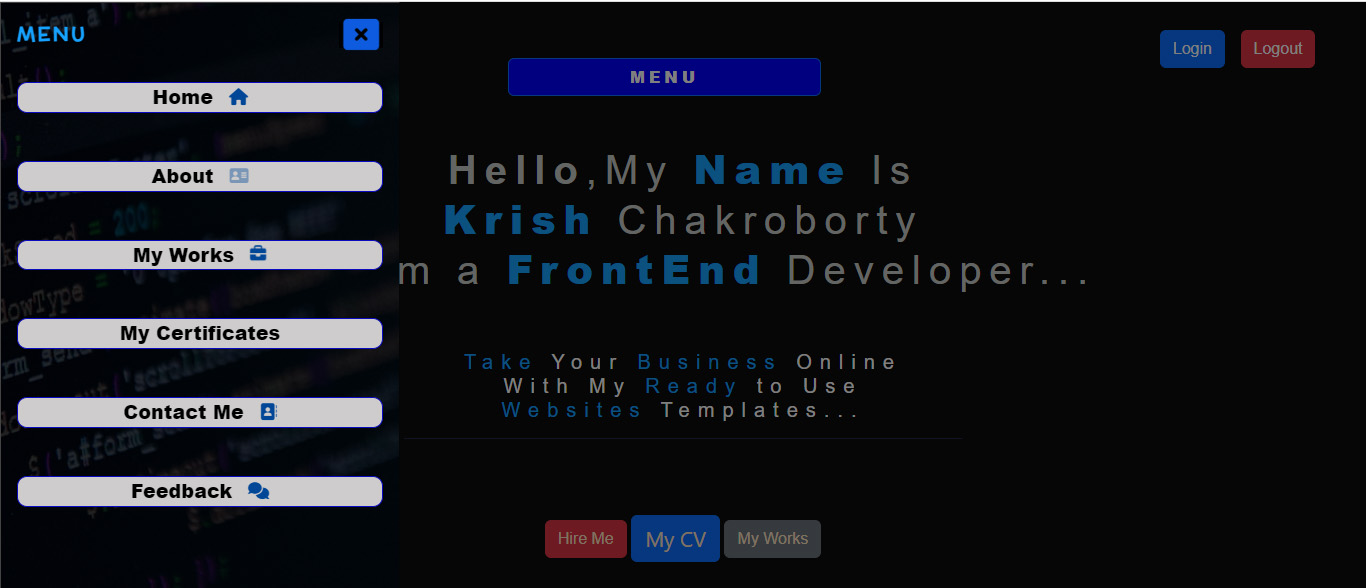 MENU
Home
About
My Works
My Certificates
Contact Me
Feedback
MENU
Login
Logout
Hello,My Name Is
Krish Chakroborty
m a FrontEnd Developer...
Take Your Business Online
With My Ready to Use
Websites Templates...
Hire Me
My CV
My Works
= 200;